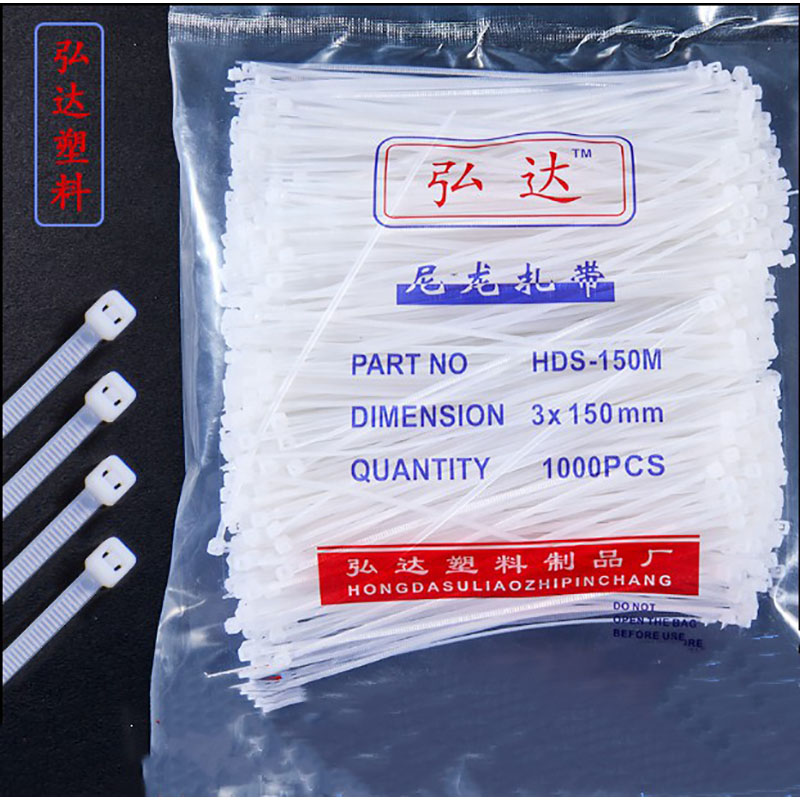 弘达塑料
弘达™
尼龙扎带
PART NO HDS-150M
DIMENSION 3x150mm
QUANTITY 1000PCS
弘达塑料制品厂
HONGDASULIAOZHIPINCHANG
DO NOT
OPEN THE BAG
BEFORE USE